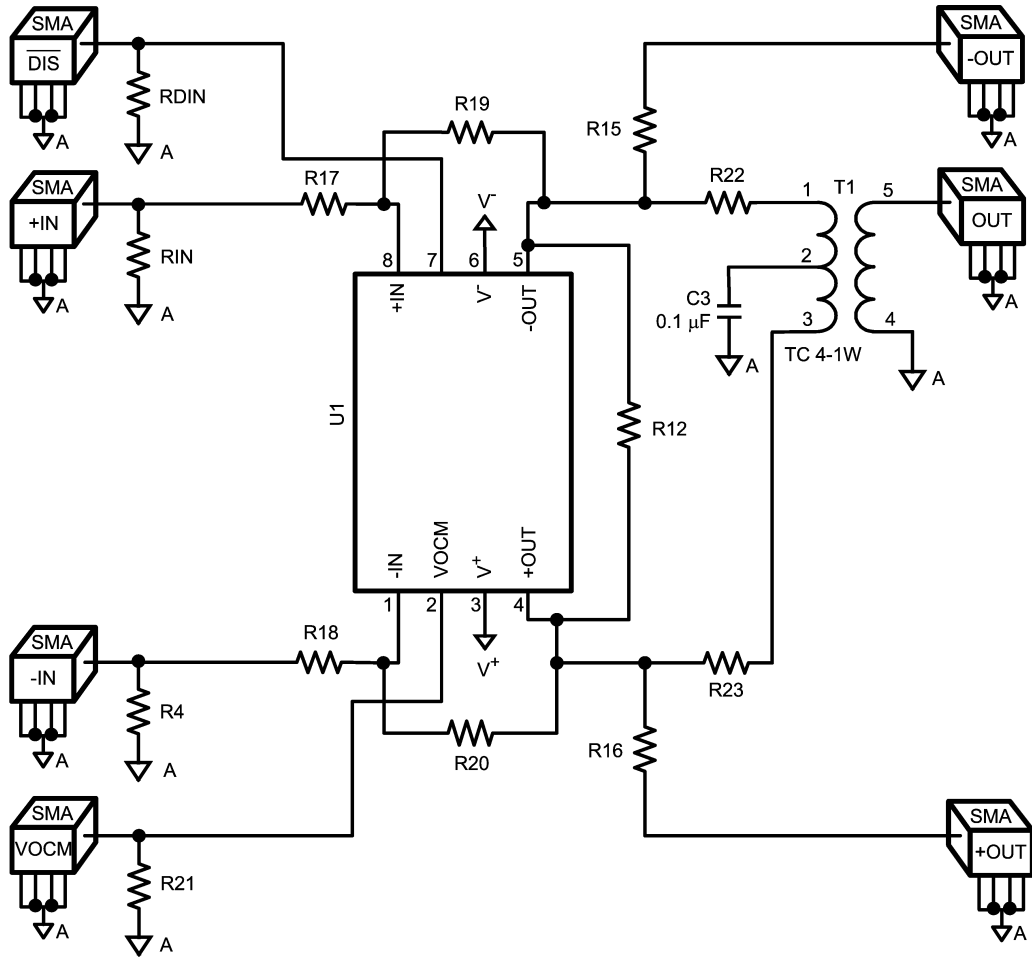 SMA
DIS
A
RDIN
A
SMA
+IN
A
RIN
A
R17
R19
R15
SMA
-OUT
A
R22
1
T1
5
SMA
OUT
A
2
C3
0.1 µF
A
3
4
TC 4-1W
A
V-
8
7
6
5
+IN
V-
-OUT
U1
R12
-IN
VOCM
V+
+OUT
1
2
3
4
V+
SMA
-IN
A
R4
A
R18
R20
R23
R16
SMA
VOCM
A
R21
A
SMA
+OUT
A